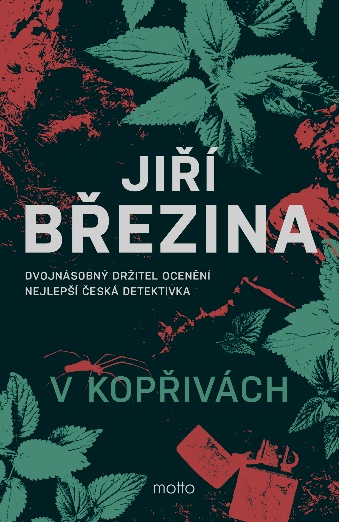 JIŘÍ
BŘEZINA
DVOJNÁSOBNÝ DRŽITEL OCENĚNÍ
NEJLEPŠÍ ČESKÁ DETEKTIVKA
V KOPŘIVÁCH
motto